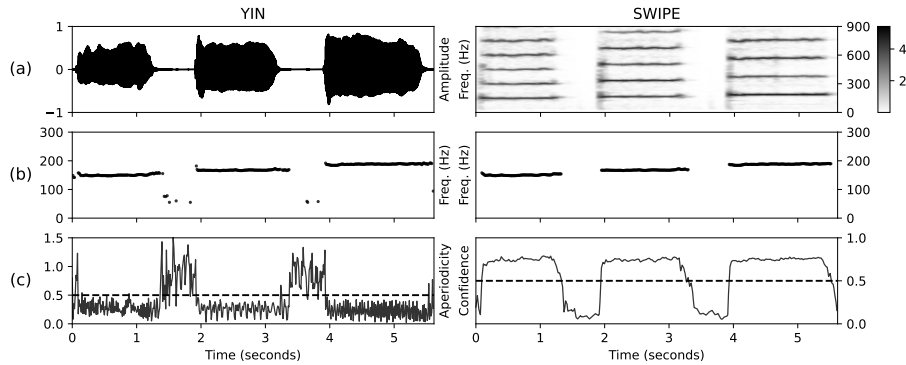 YIN
SWIPE
(a)
1
0
−1
Amplitude
Freq. (Hz)
900
600
300
0
4
2
(b)
300
200
100
0
Freq. (Hz)
Freq. (Hz)
300
200
100
0
(c)
1.5
1.0
0.5
0.0
Aperiodicity
Confidence
1.0
0.5
0.0
0 1 2 3 4 5
0 1 2 3 4 5
Time (seconds)
Time (seconds)